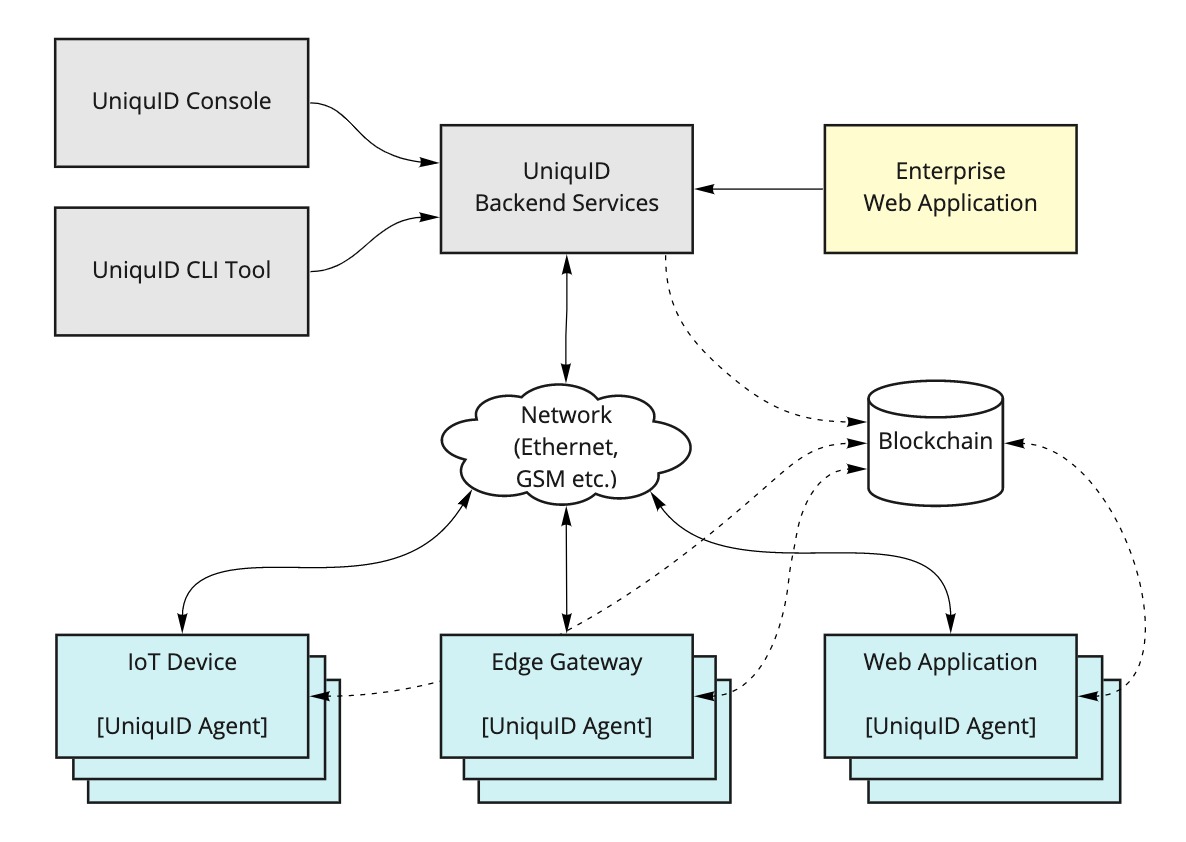 UniquID Console
UniquID
Backend Services
Enterprise
Web Application
UniquID CLI Tool
Network
(Ethernet,
GSM etc.)
Blockchain
IoT Device
[UniquID Agent]
Edge Gateway
[UniquID Agent]
Web Application
[UniquID Agent]